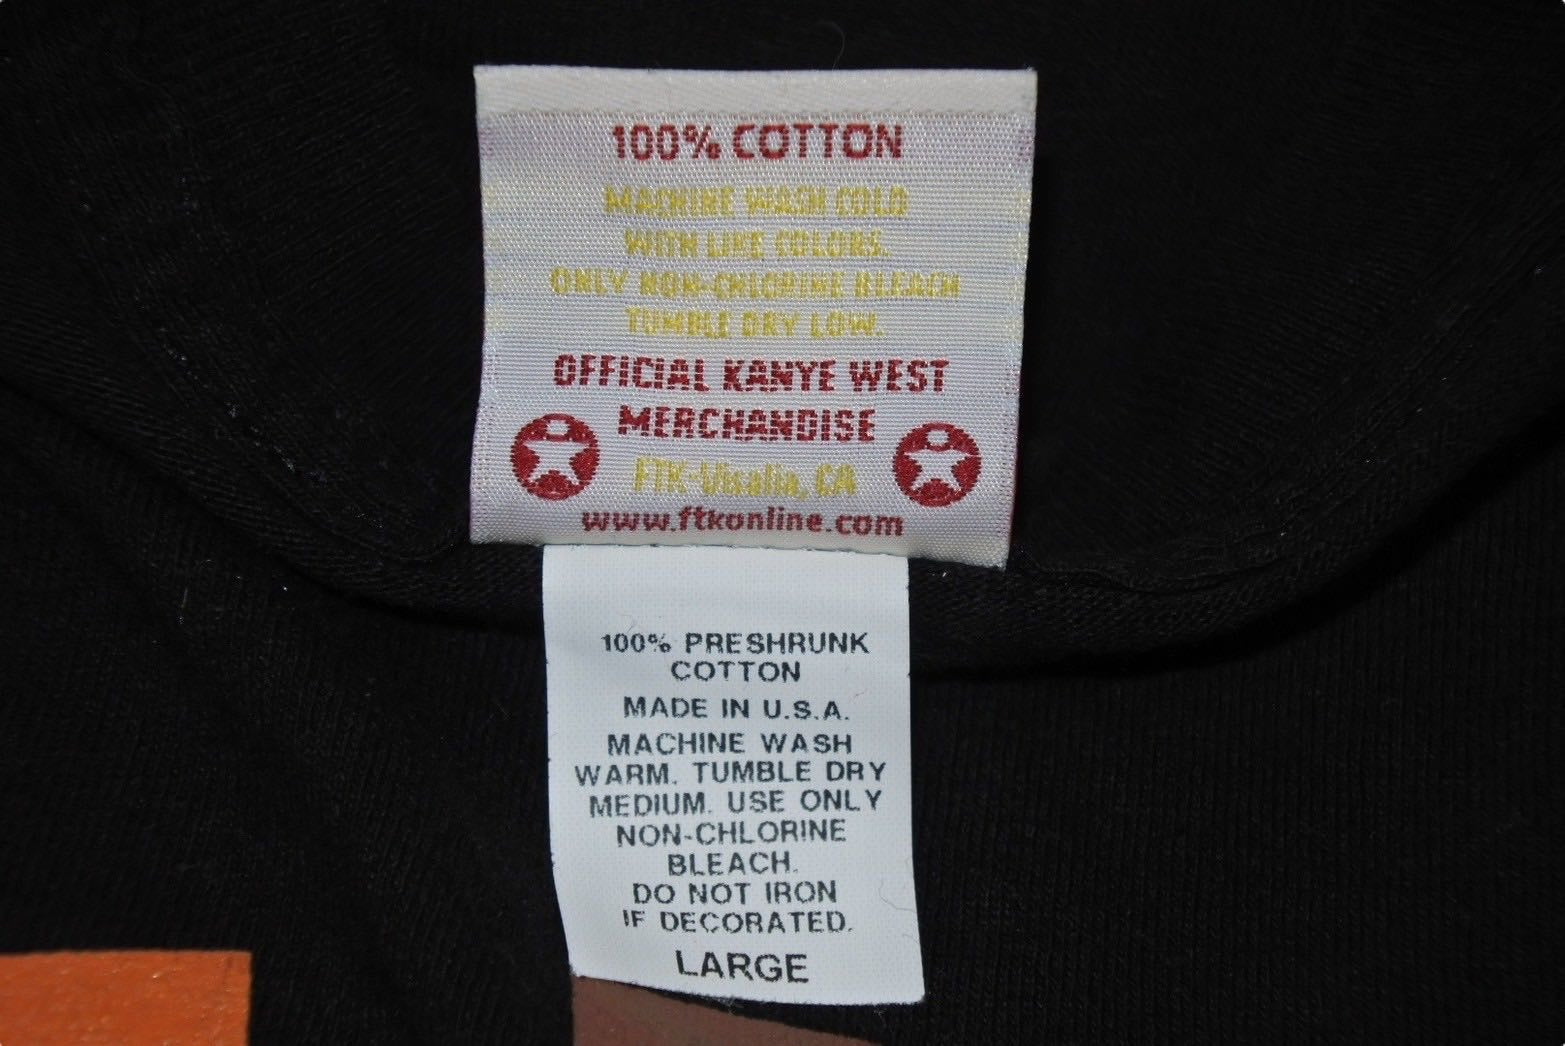 100% COTTON
MACHINE WASH COLD
WITH LIKE COLORS.
ONLY NON-CHLORINE BLEACH
TUMBLE DRY LOW.
OFFICIAL KANYE WEST
MERCHANDISE
FTK-Visalia, CA
www.ftkonline.com
100% PRESHRUNK
COTTON
MADE IN U.S.A.
MACHINE WASH
WARM. TUMBLE DRY
MEDIUM. USE ONLY
NON-CHLORINE
BLEACH.
DO NOT IRON
IF DECORATED.
LARGE